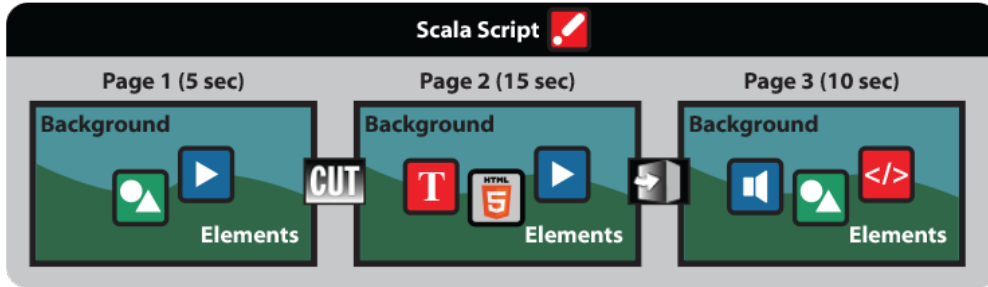 Scala Script
Page 1 (5 sec)
Page 2 (15 sec)
Page 3 (10 sec)
Background
Background
Background
CUT
T
HTML
5
</>
Elements
Elements
Elements